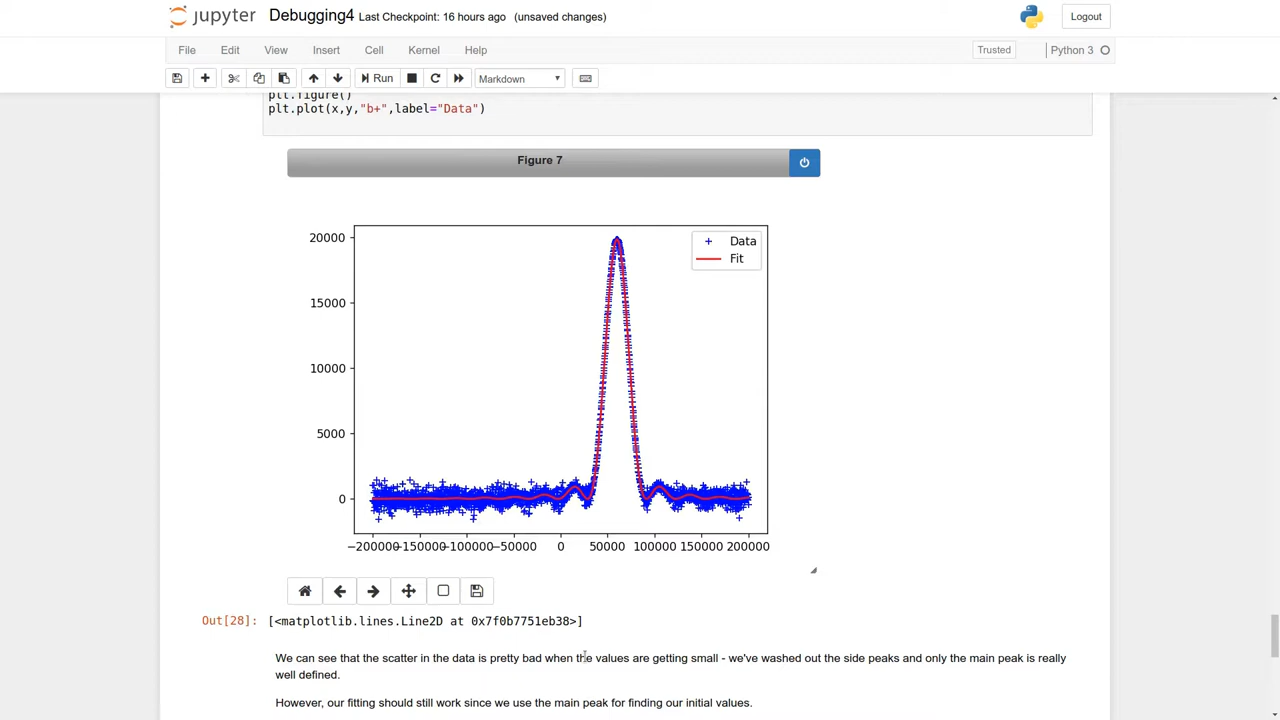 jupyter Debugging4 Last Checkpoint: 16 hours ago (unsaved changes) Logout
File Edit View Insert Cell Kernel Help Trusted Python 3
Run Markdown
plt.figure()
plt.plot(x,y,"b+",label="Data")
Figure 7
20000
15000
10000
5000
0
Data
Fit
−200000 −150000 −100000 −50000 0 50000 100000 150000 200000
Out[28]: [<matplotlib.lines.Line2D at 0x7f0b7751eb38>]
We can see that the scatter in the data is pretty bad when the values are getting small - we've washed out the side peaks and only the main peak is really
well defined.
However, our fitting should still work since we use the main peak for finding our initial values.